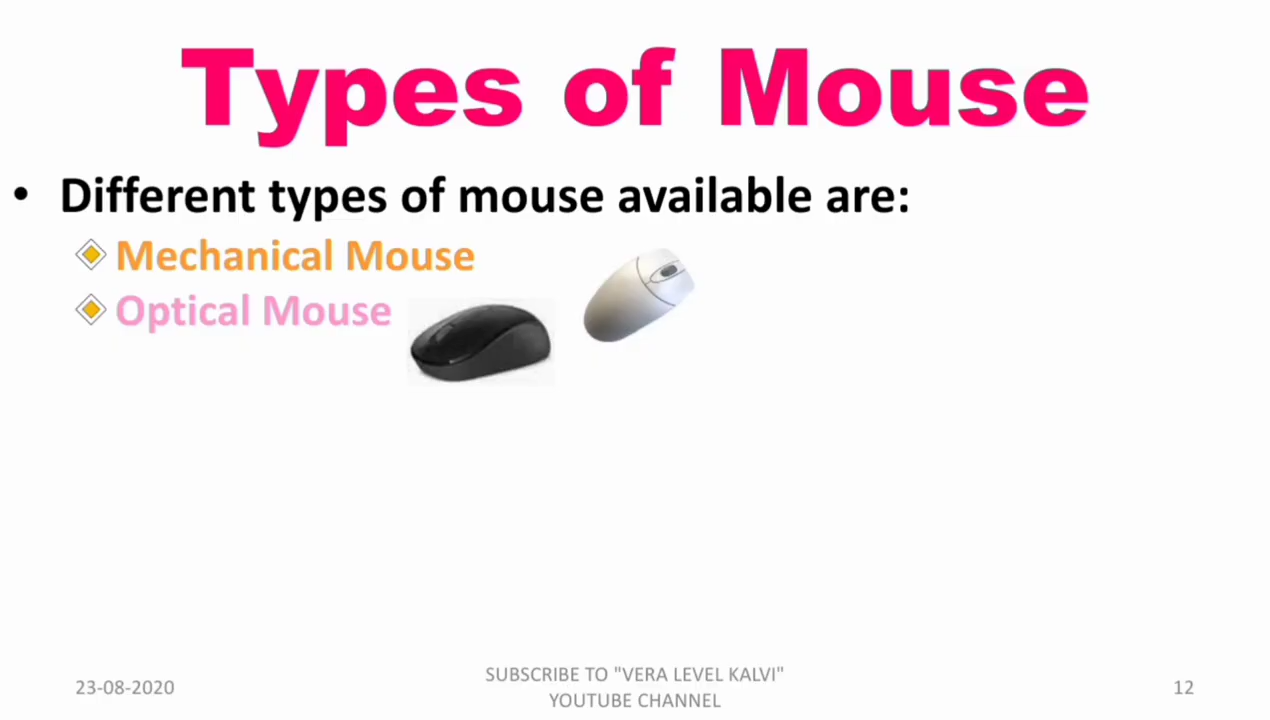 Types of Mouse
• Different types of mouse available are:
Mechanical Mouse
Optical Mouse
23-08-2020
SUBSCRIBE TO "VERA LEVEL KALVI"
YOUTUBE CHANNEL
12